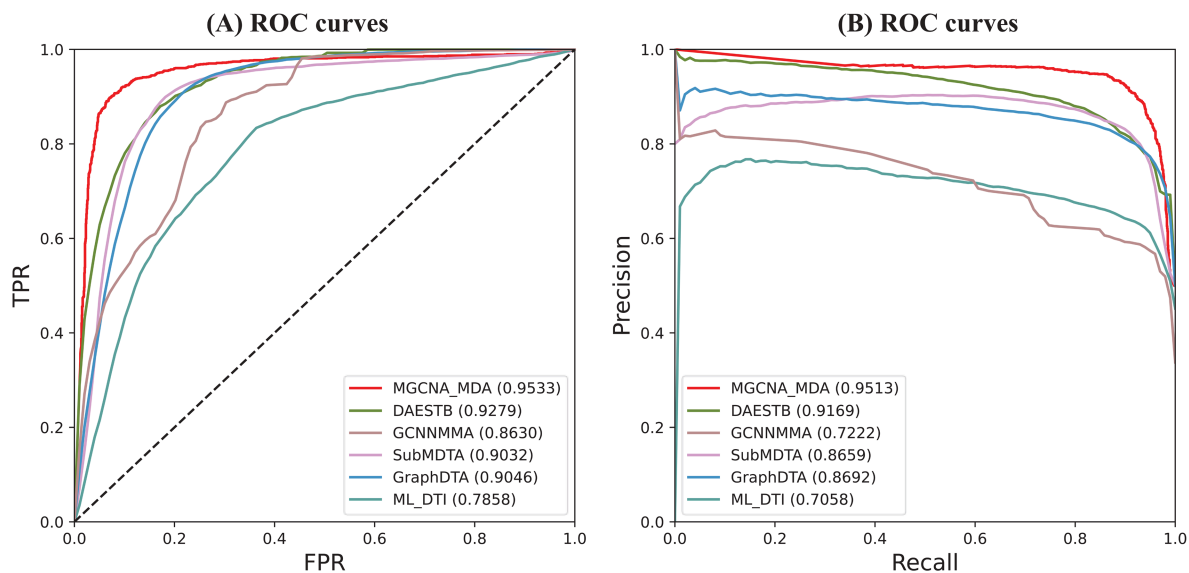 (A) ROC curves
1.0
0.8
0.6
0.4
0.2
0.0
TPR
0.0 0.2 0.4 0.6 0.8 1.0
FPR
MGCNA_MDA (0.9533)
DAESTB (0.9279)
GCNNMMA (0.8630)
SubMDTA (0.9032)
GraphDTA (0.9046)
ML_DTI (0.7858)
(B) ROC curves
1.0
0.8
0.6
0.4
0.2
0.0
Precision
0.0 0.2 0.4 0.6 0.8 1.0
Recall
MGCNA_MDA (0.9513)
DAESTB (0.9169)
GCNNMMA (0.7222)
SubMDTA (0.8659)
GraphDTA (0.8692)
ML_DTI (0.7058)